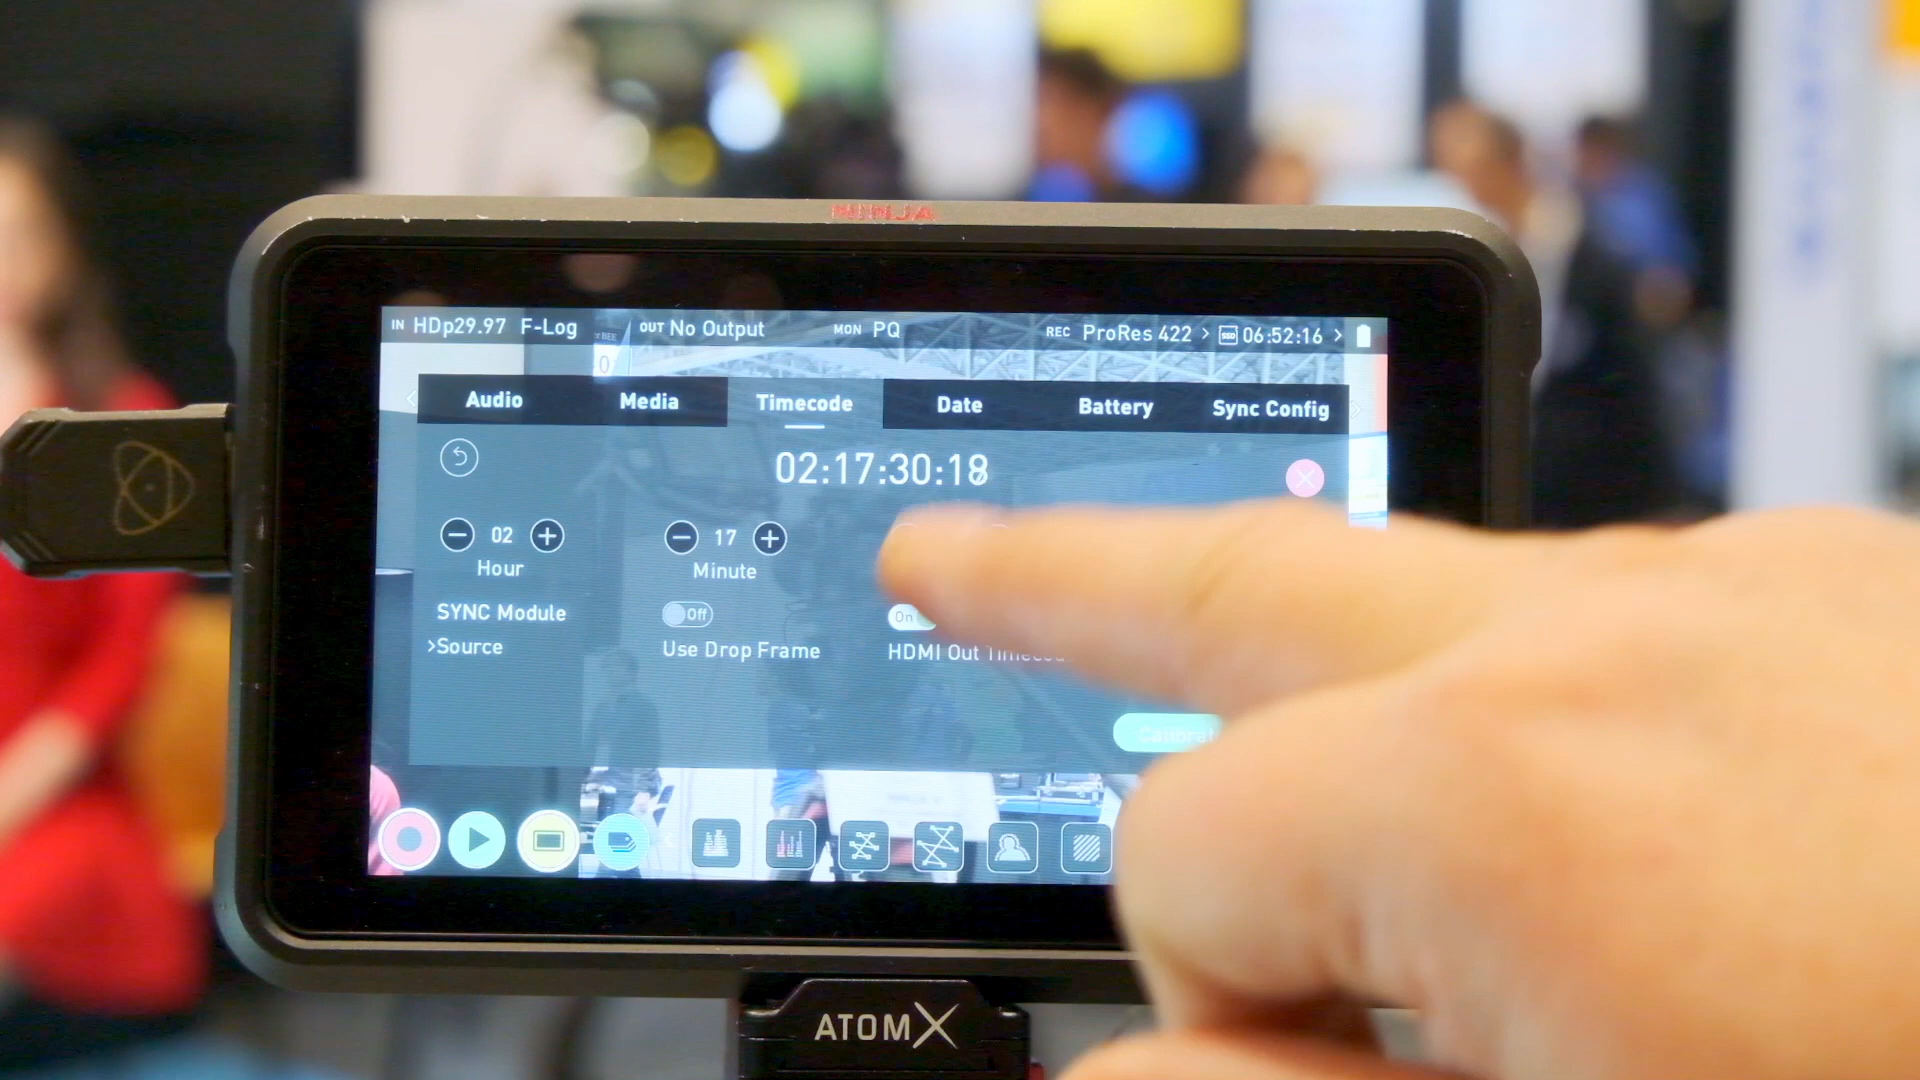 NINJA
IN HDp29.97 F-Log OUT No Output MON PQ REC ProRes 422 > SSD 06:52:16 >
Audio Media Timecode Date Battery Sync Config
02:17:30:18
02 17
Hour Minute
SYNC Module Off On
>Source Use Drop Frame HDMI Out
ATOMX